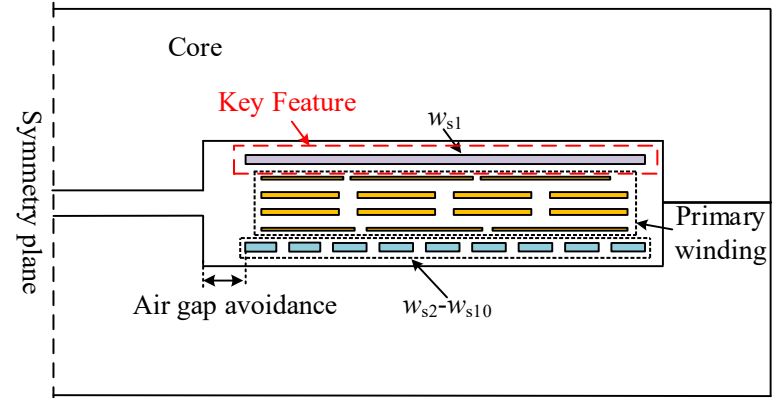 Core
Symmetry plane
Key Feature
ws1
Primary
winding
Air gap avoidance
ws2-ws10